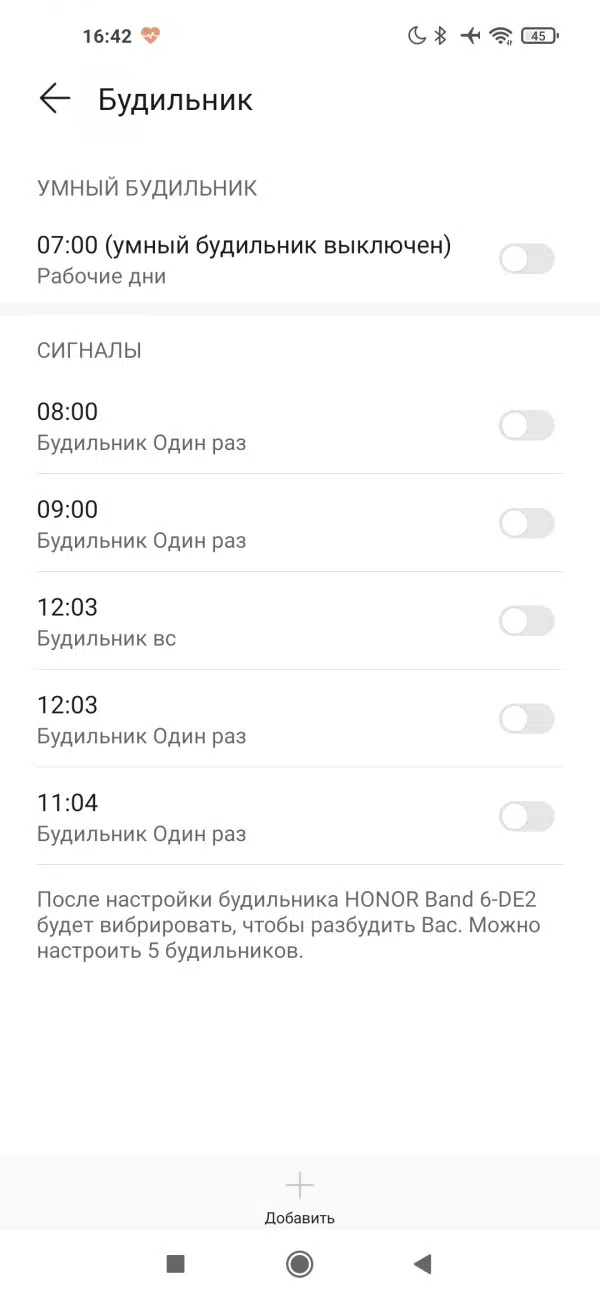 16:42
45
Будильник
УМНЫЙ БУДИЛЬНИК
07:00 (умный будильник выключен)
Рабочие дни
СИГНАЛЫ
08:00
Будильник Один раз
09:00
Будильник Один раз
12:03
Будильник вс
12:03
Будильник Один раз
11:04
Будильник Один раз
После настройки будильника HONOR Band 6-DE2
будет вибрировать, чтобы разбудить Вас. Можно
настроить 5 будильников.
Добавить